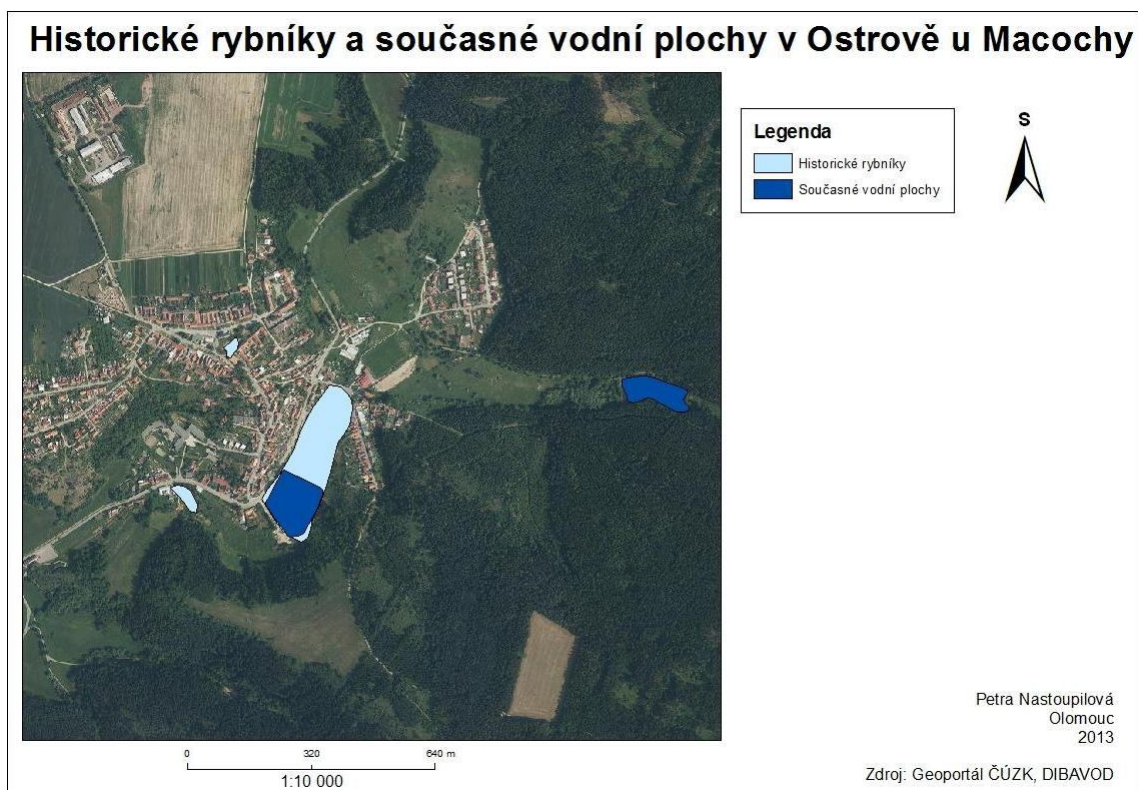 Historické rybníky a současné vodní plochy v Ostrově u Macochy
Legenda
Historické rybníky
Současné vodní plochy
S
0 320 640 m
1:10 000
Petra Nastoupilová
Olomouc
2013
Zdroj: Geoportál ČÚZK, DIBAVOD